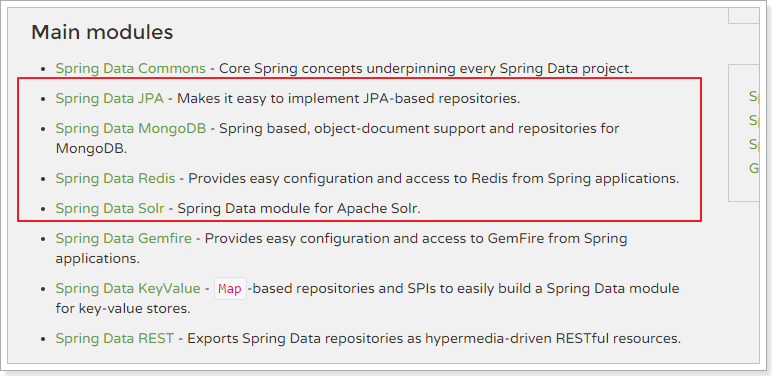 Main modules
• Spring Data Commons - Core Spring concepts underpinning every Spring Data project.
• Spring Data JPA - Makes it easy to implement JPA-based repositories.
• Spring Data MongoDB - Spring based, object-document support and repositories for
MongoDB.
• Spring Data Redis - Provides easy configuration and access to Redis from Spring applications.
• Spring Data Solr - Spring Data module for Apache Solr.
• Spring Data Gemfire - Provides easy configuration and access to GemFire from Spring
applications.
• Spring Data KeyValue - Map -based repositories and SPIs to easily build a Spring Data module
for key-value stores.
• Spring Data REST - Exports Spring Data repositories as hypermedia-driven RESTful resources.